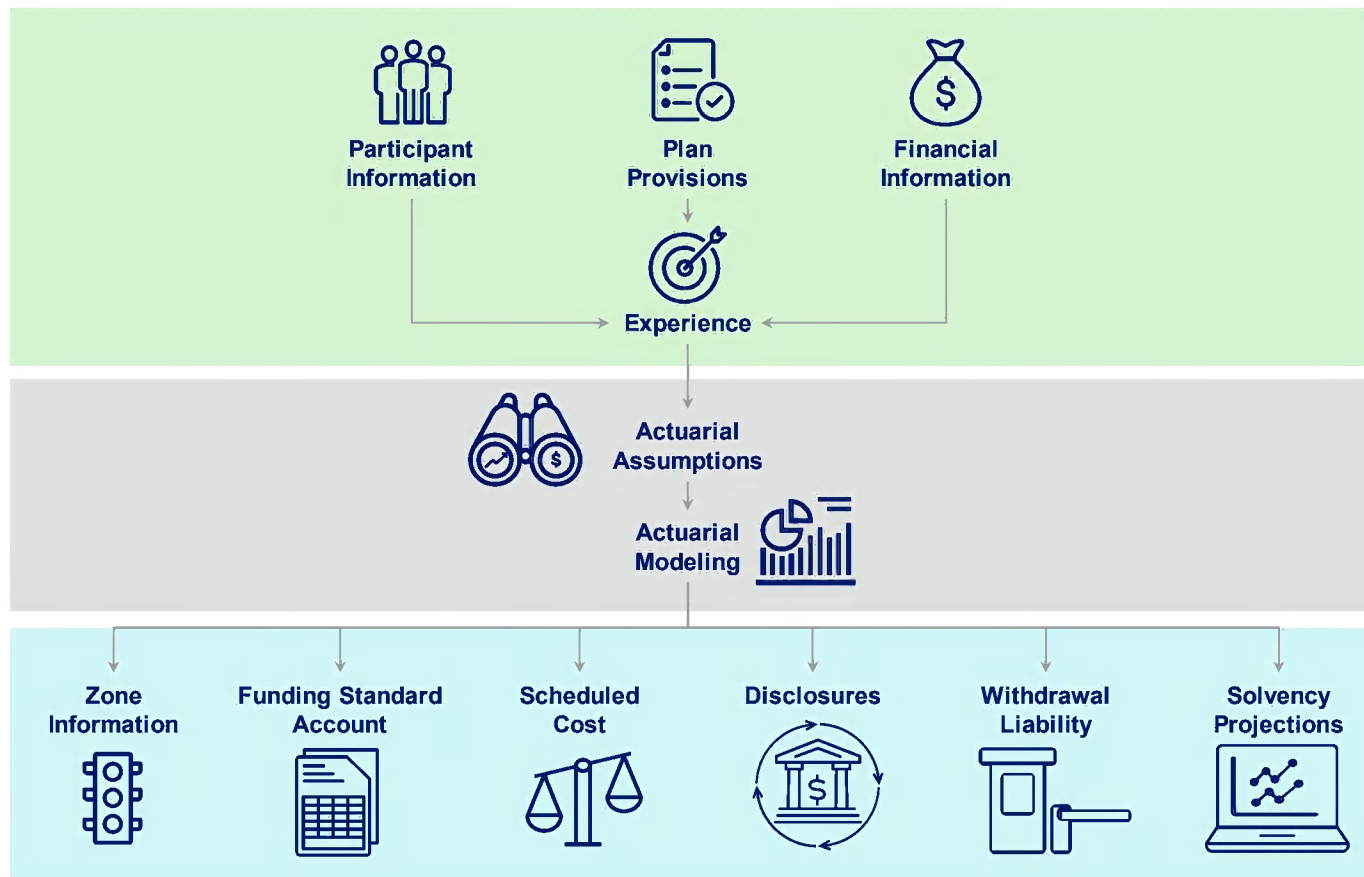 Participant
Information
Plan
Provisions
Financial
Information
$
Experience
Actuarial
Assumptions
$
Actuarial
Modeling
Zone
Information
Funding Standard
Account
Scheduled
Cost
Disclosures
Withdrawal
Liability
Solvency
Projections
$